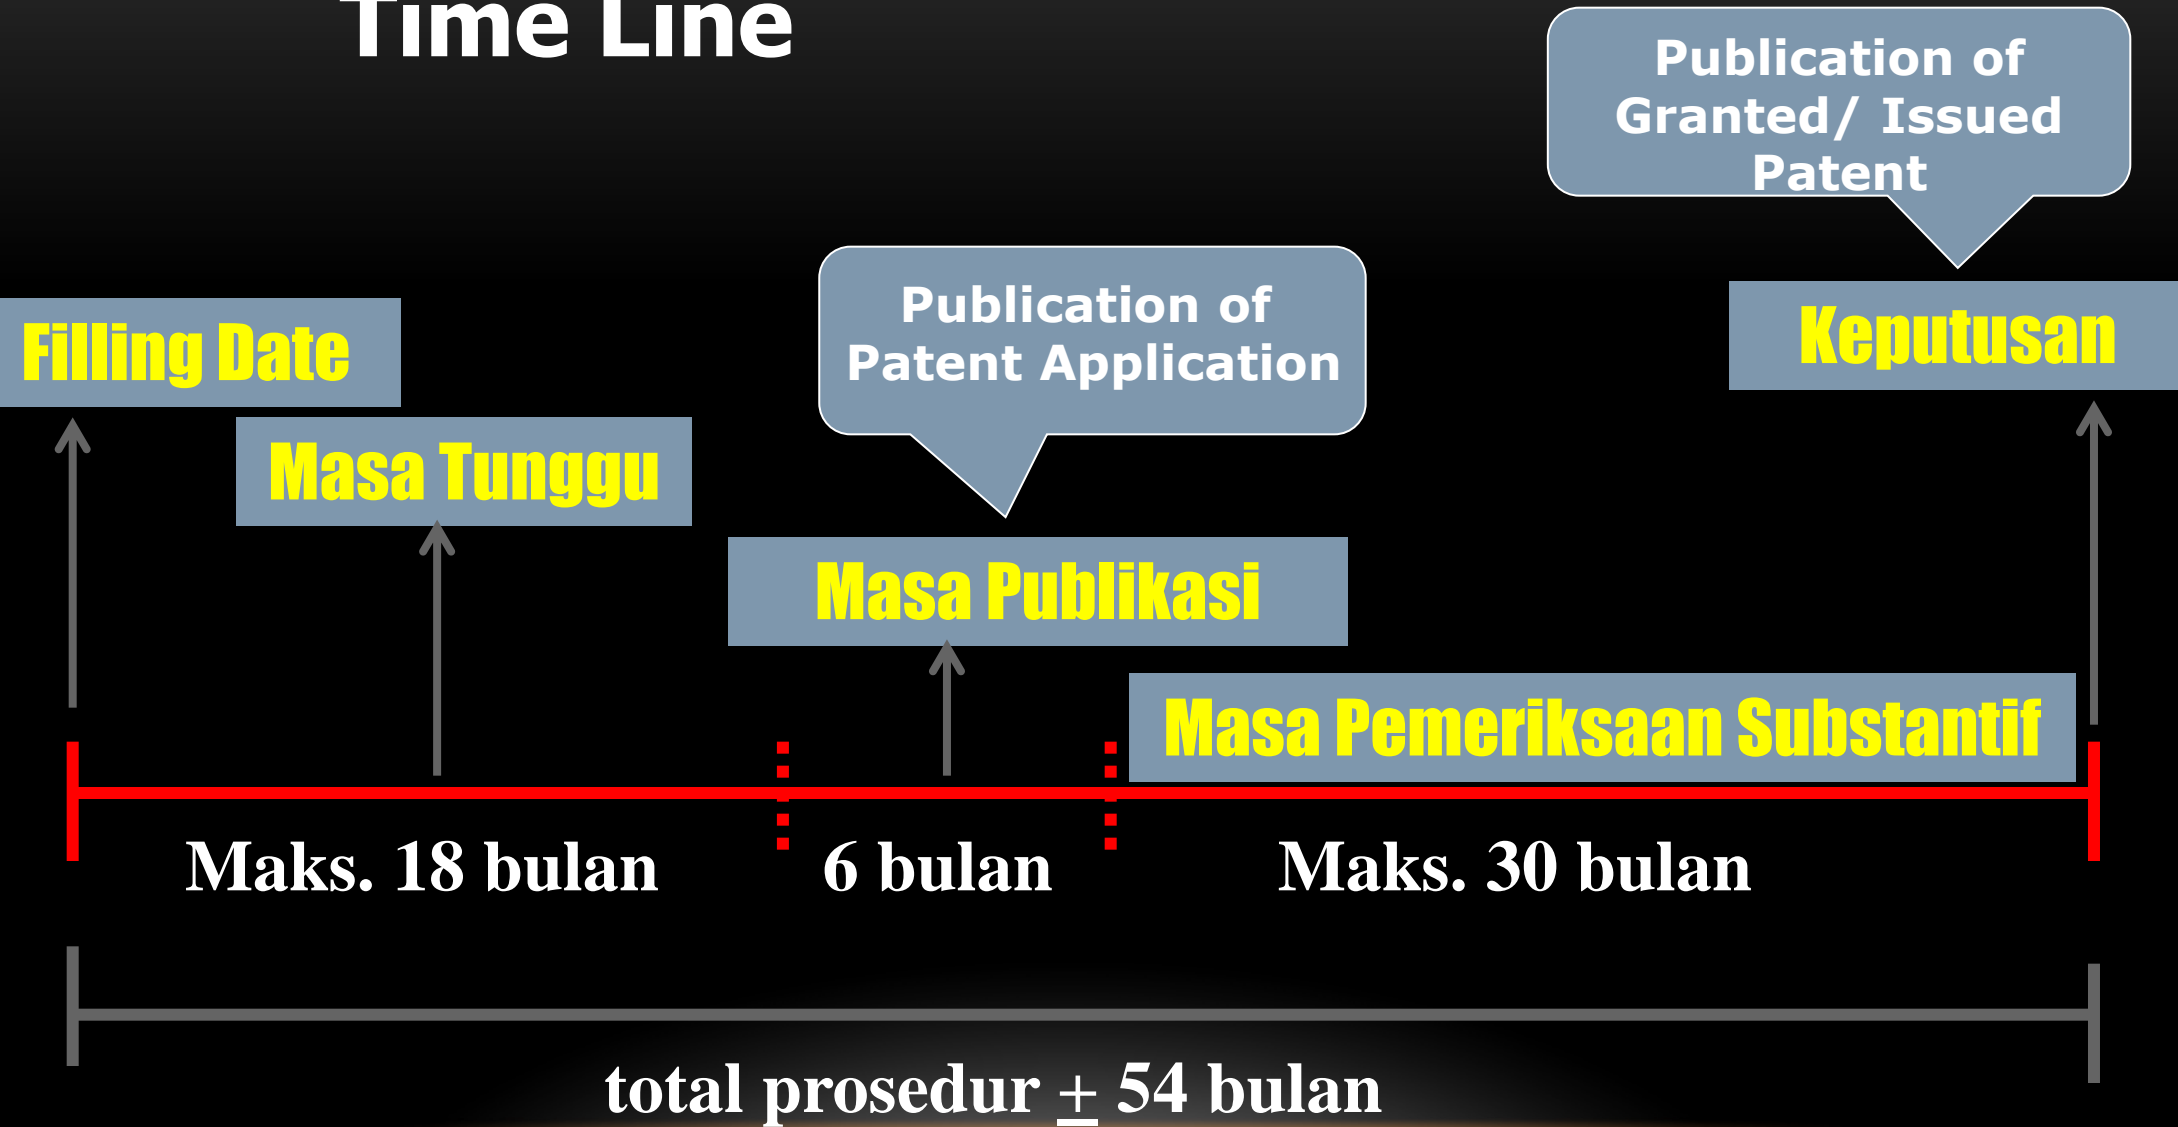 Time Line
Publication of
Granted/ Issued
Patent
Publication of
Patent Application
Filling Date
Keputusan
Masa Tunggu
Masa Publikasi
Masa Pemeriksaan Substantif
Maks. 18 bulan
6 bulan
Maks. 30 bulan
total prosedur ± 54 bulan